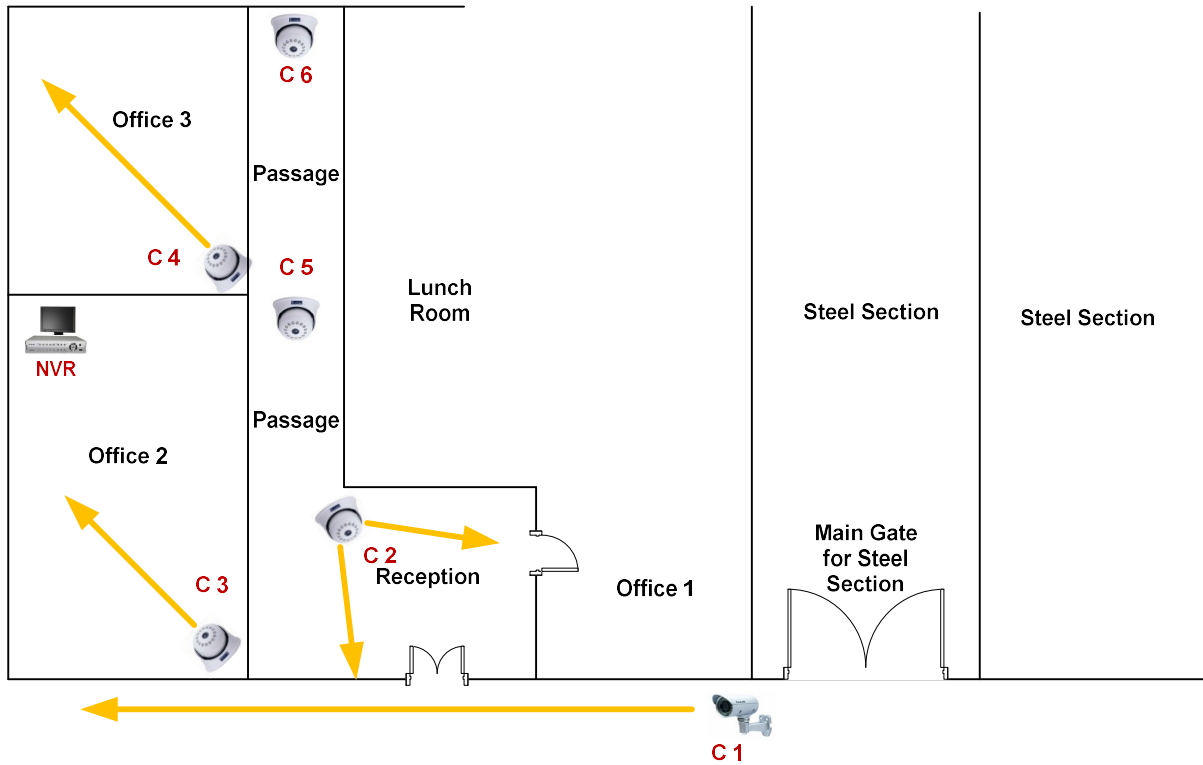 C 6
Office 3
Passage
C 4
C 5
Lunch
Room
Steel Section
Steel Section
NVR
Passage
Office 2
Main Gate
for Steel
Section
C 2
Reception
C 3
Office 1
C 1